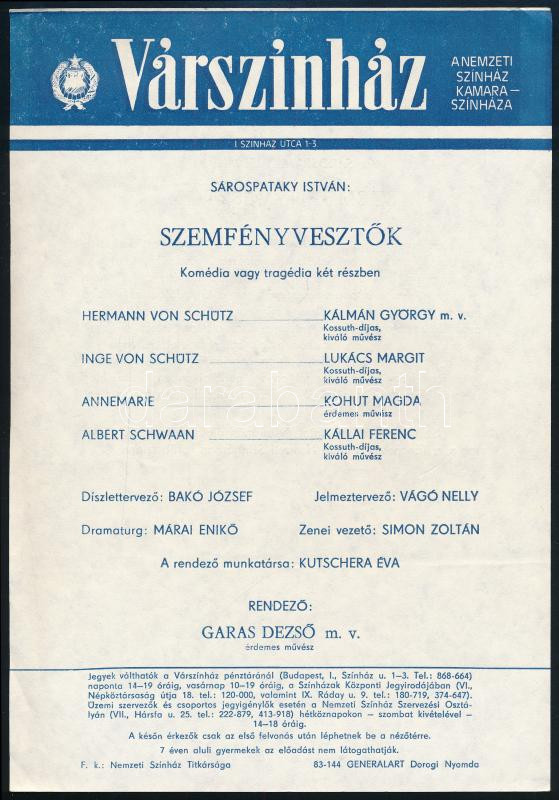 Várszínház
A NEMZETI
SZÍNHÁZ
KAMARA—
SZÍNHÁZA
I SZINHÁZ UTCA 1-3
SÁROSPATAKY ISTVÁN:
SZEMFÉNYVESZTŐK
Komédia vagy tragédia két részben
HERMANN VON SCHÜTZ KÁLMÁN GYÖRGY m. v.
Kossuth-díjas,
kiváló művész
INGE VON SCHÜTZ LUKÁCS MARGIT
Kossuth-díjas,
kiváló művész
ANNEMARIE KOHUT MAGDA
érdemes művész
ALBERT SCHWAAN KÁLLAI FERENC
Kossuth-díjas,
kiváló művész
darabanth
Díszlettervező: BAKÓ JÓZSEF Jelmeztervező: VÁGÓ NELLY
Dramaturg: MÁRAI ENIKŐ Zenei vezető: SIMON ZOLTÁN
A rendező munkatársa: KUTSCHERA ÉVA
RENDEZŐ:
GARAS DEZSŐ m. v.
érdemes művész
Jegyek válthatók a Várszínház pénztáránál (Budapest, I., Színház u. 1–3. Tel.: 868-664)
naponta 14–19 óráig, vasárnap 10–19 óráig, a Színházak Központi Jegyirodájában (VI.,
Népköztársaság útja 18. tel.: 120-000, valamint IX. Ráday u. 9. tel.: 180-719, 374-647).
Üzemi szervezők és csoportos jegyigénylők esetén a Nemzeti Színház Szervezési Osztá-
lyán (VII., Hársfa u. 25. tel.: 222-879, 413-918) hétköznapokon — szombat kivételével —
14–18 óráig.
A későn érkezők csak az első felvonás után léphetnek be a nézőtérre.
7 éven aluli gyermekek az előadást nem látogathatják.
F. k.: Nemzeti Színház Titkársága 83-144 GENERALART Dorogi Nyomda